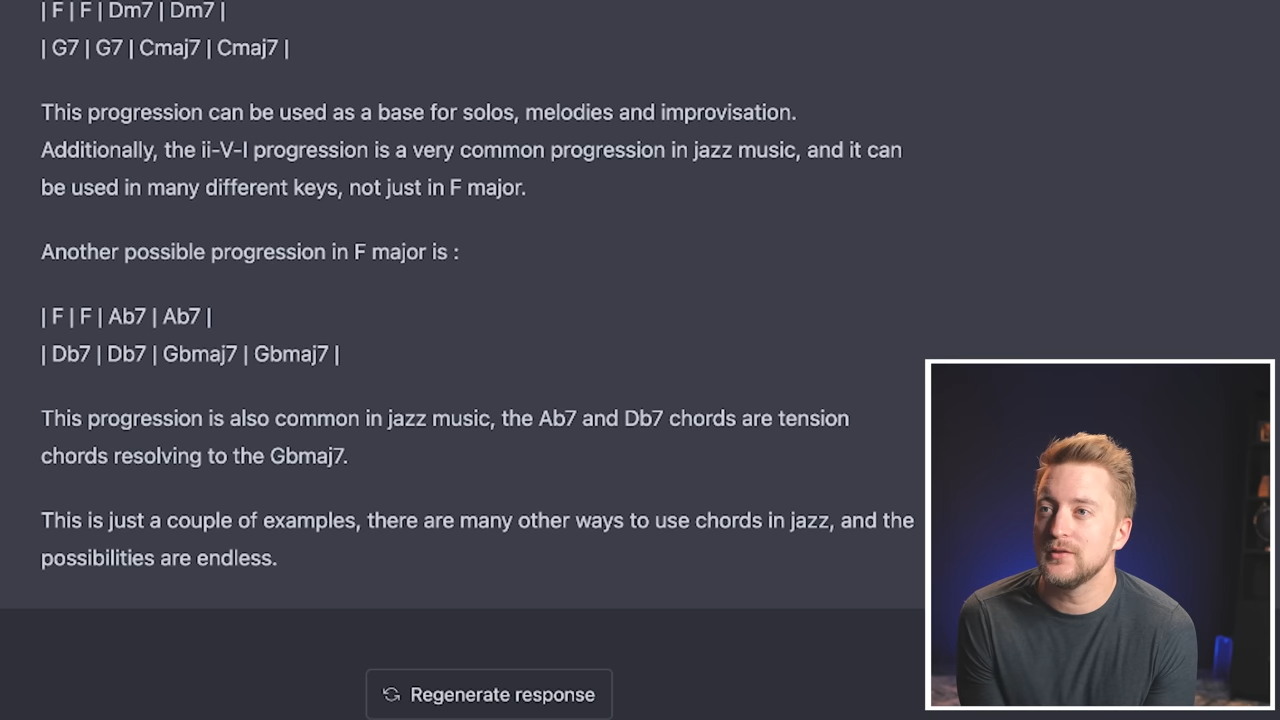 | F | F | Dm7 | Dm7 |
| G7 | G7 | Cmaj7 | Cmaj7 |
This progression can be used as a base for solos, melodies and improvisation.
Additionally, the ii-V-I progression is a very common progression in jazz music, and it can
be used in many different keys, not just in F major.
Another possible progression in F major is :
| F | F | Ab7 | Ab7 |
| Db7 | Db7 | Gbmaj7 | Gbmaj7 |
This progression is also common in jazz music, the Ab7 and Db7 chords are tension
chords resolving to the Gbmaj7.
This is just a couple of examples, there are many other ways to use chords in jazz, and the
possibilities are endless.
Regenerate response